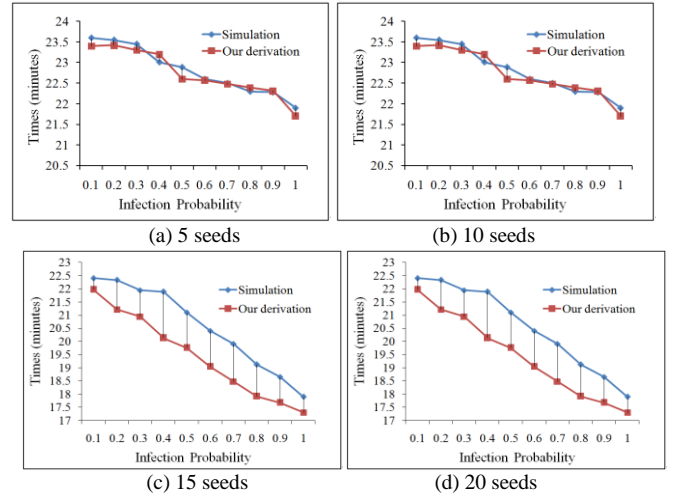 24
23.5
23
22.5
22
21.5
21
20.5
Times (minutes)
Simulation
Our derivation
0.1 0.2 0.3 0.4 0.5 0.6 0.7 0.8 0.9 1
Infection Probability
(a) 5 seeds
24
23.5
23
22.5
22
21.5
21
20.5
Times (minutes)
Simulation
Our derivation
0.1 0.2 0.3 0.4 0.5 0.6 0.7 0.8 0.9 1
Infection Probability
(b) 10 seeds
23
22.5
22
21.5
21
20.5
20
19.5
19
18.5
18
17.5
17
Times (minutes)
Simulation
Our derivation
0.1 0.2 0.3 0.4 0.5 0.6 0.7 0.8 0.9 1
Infection Probability
(c) 15 seeds
23
22.5
22
21.5
21
20.5
20
19.5
19
18.5
18
17.5
17
Times (minutes)
Simulation
Our derivation
0.1 0.2 0.3 0.4 0.5 0.6 0.7 0.8 0.9 1
Infection Probability
(d) 20 seeds